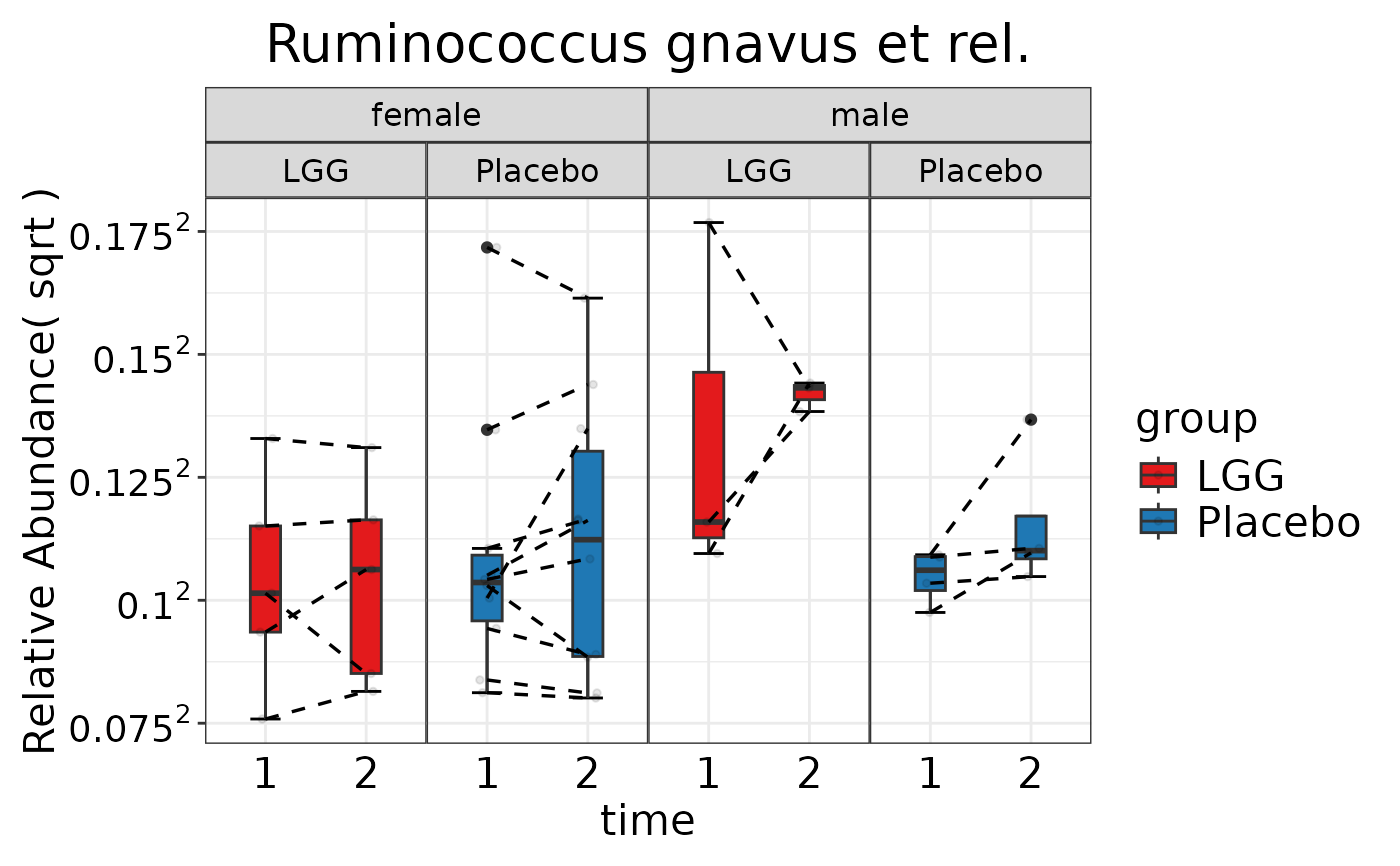 Ruminococcus gnavus et rel.
female male
LGG Placebo LGG Placebo
Relative Abundance( sqrt )
0.175²
0.15²
0.125²
0.1²
0.075²
1 2 1 2 1 2 1 2
time
group
LGG
Placebo